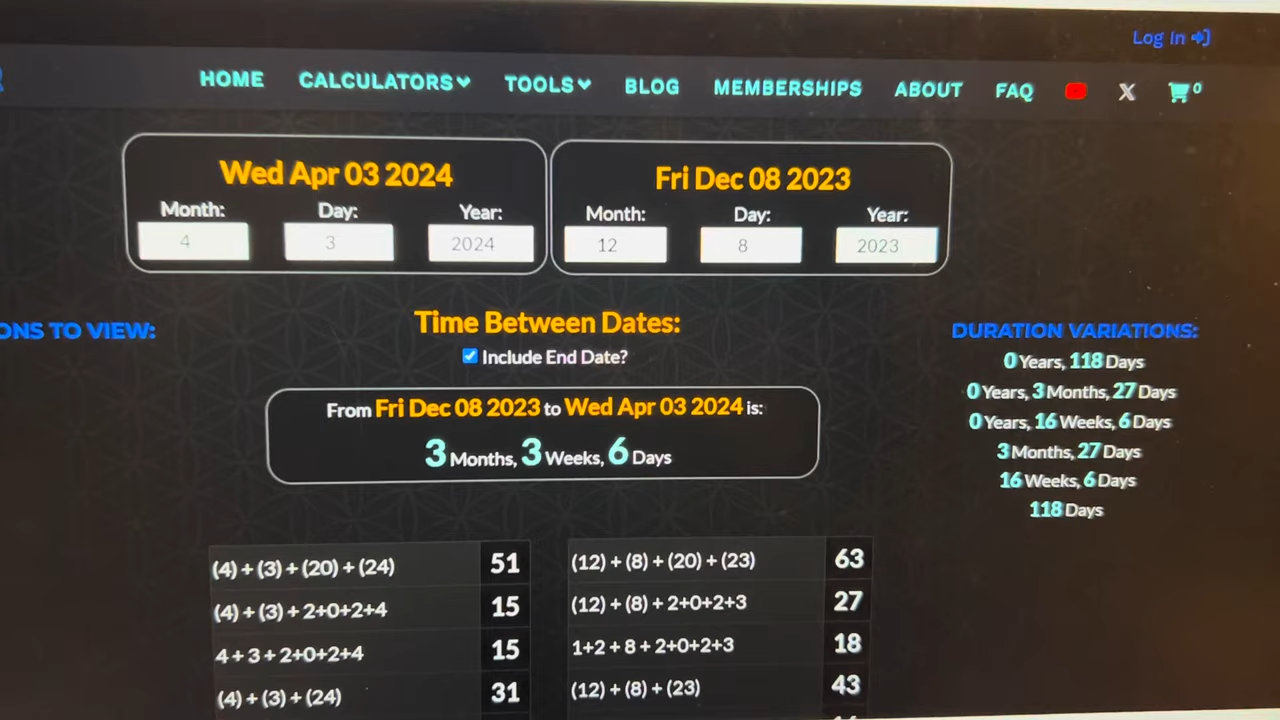 Log In
HOME CALCULATORS TOOLS BLOG MEMBERSHIPS ABOUT FAQ X 0
Wed Apr 03 2024
Month: Day: Year:
4 3 2024
Fri Dec 08 2023
Month: Day: Year:
12 8 2023
ONS TO VIEW:
Time Between Dates:
Include End Date?
From Fri Dec 08 2023 to Wed Apr 03 2024 is:
3 Months, 3 Weeks, 6 Days
DURATION VARIATIONS:
0 Years, 118 Days
0 Years, 3 Months, 27 Days
0 Years, 16 Weeks, 6 Days
3 Months, 27 Days
16 Weeks, 6 Days
118 Days
(4) + (3) + (20) + (24) 51
(4) + (3) + 2+0+2+4 15
4 + 3 + 2+0+2+4 15
(4) + (3) + (24) 31
(12) + (8) + (20) + (23) 63
(12) + (8) + 2+0+2+3 27
1+2 + 8 + 2+0+2+3 18
(12) + (8) + (23) 43